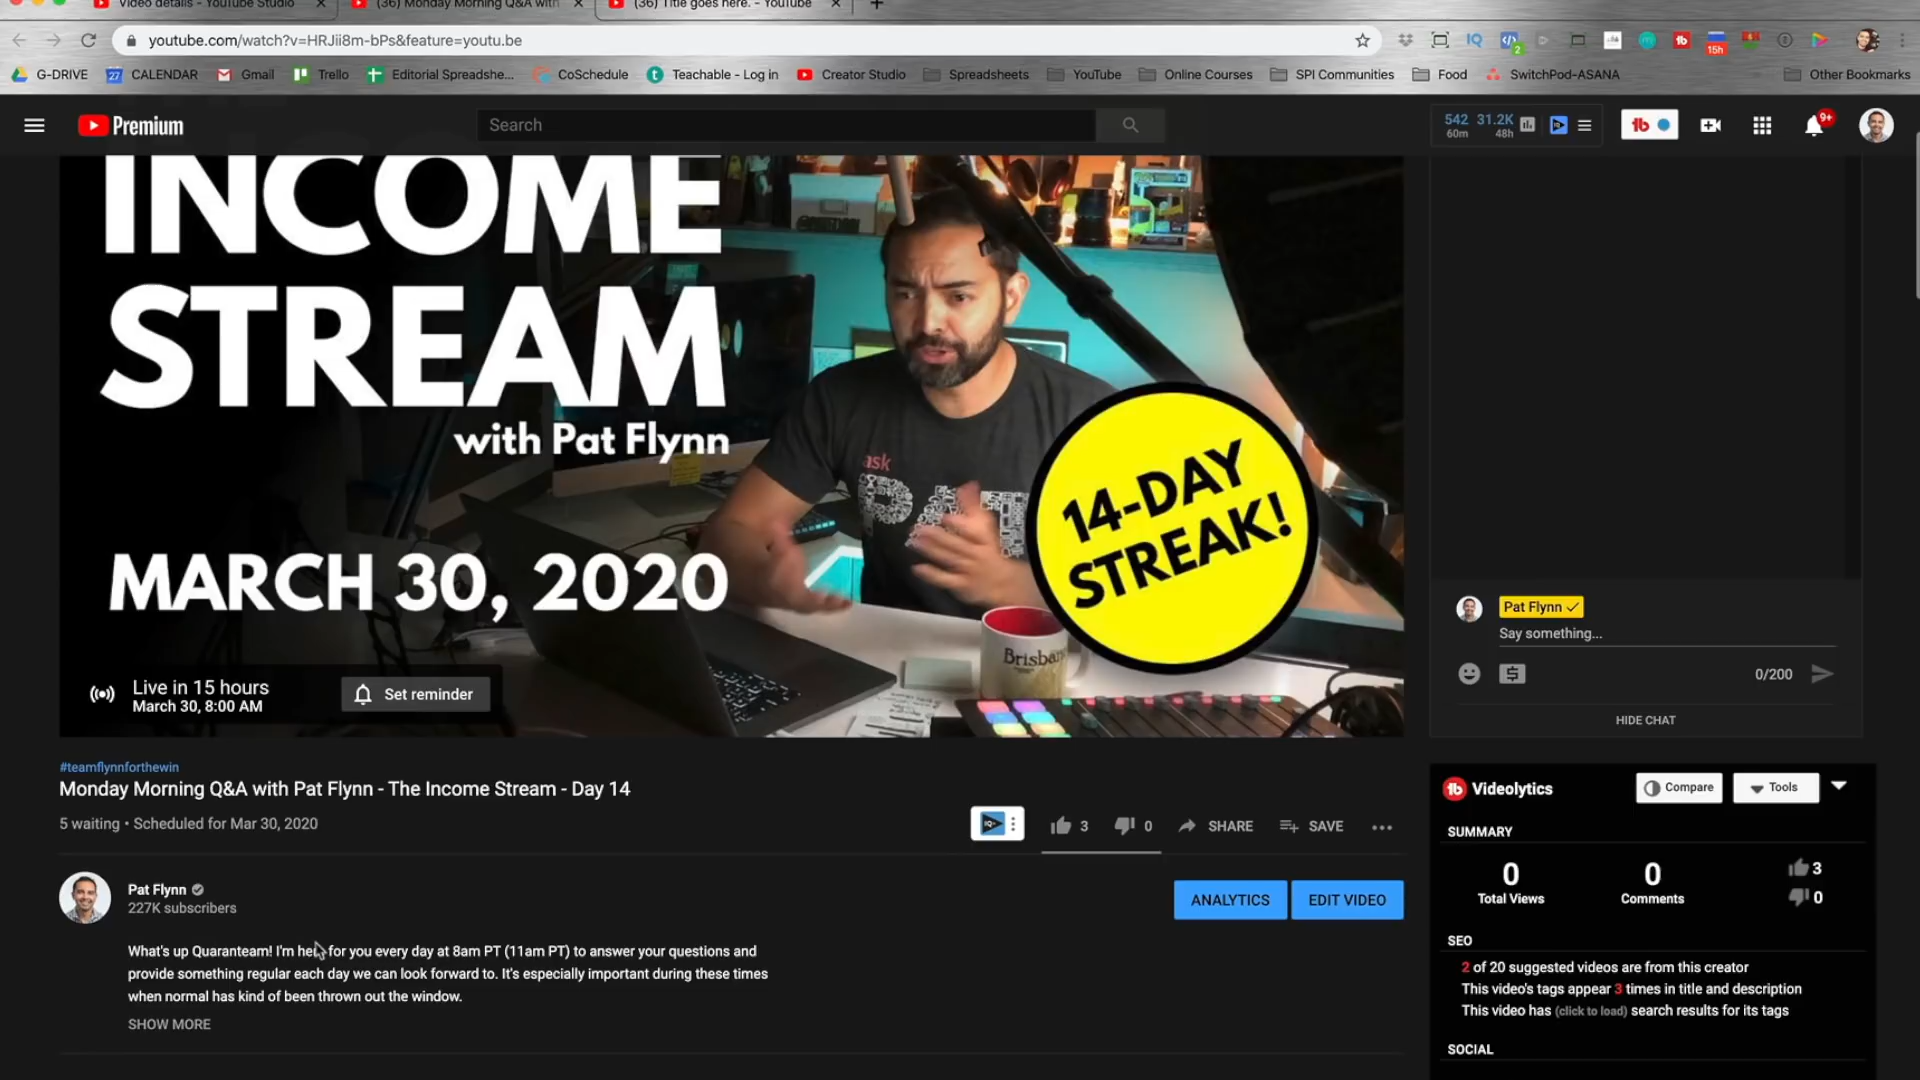 Video details - YouTube Studio
(36) Monday Morning Q&A with
(36) Title goes here. - YouTube
youtube.com/watch?v=HRJii8m-bPs&feature=youtu.be
2
15h
G-DRIVE
27
CALENDAR
Gmail
Trello
Editorial Spreadshe...
CoSchedule
Teachable - Log in
Creator Studio
Spreadsheets
YouTube
Online Courses
SPI Communities
Food
SwitchPod-ASANA
Other Bookmarks
Premium
Search
542 31.2K
60m 48h
9+
INCOME
STREAM
with Pat Flynn
MARCH 30, 2020
ask
PAT
Brisban
14-DAY
STREAK!
Live in 15 hours
March 30, 8:00 AM
Set reminder
Pat Flynn
Say something...
0/200
HIDE CHAT
#teamflynnforthewin
Monday Morning Q&A with Pat Flynn - The Income Stream - Day 14
5 waiting • Scheduled for Mar 30, 2020
3
0
SHARE
SAVE
Pat Flynn
227K subscribers
ANALYTICS
EDIT VIDEO
What's up Quaranteam! I'm here for you every day at 8am PT (11am PT) to answer your questions and
provide something regular each day we can look forward to. It's especially important during these times
when normal has kind of been thrown out the window.
SHOW MORE
Videolytics
Compare
Tools
SUMMARY
0
Total Views
0
Comments
3
0
SEO
2 of 20 suggested videos are from this creator
This video's tags appear 3 times in title and description
This video has (click to load) search results for its tags
SOCIAL